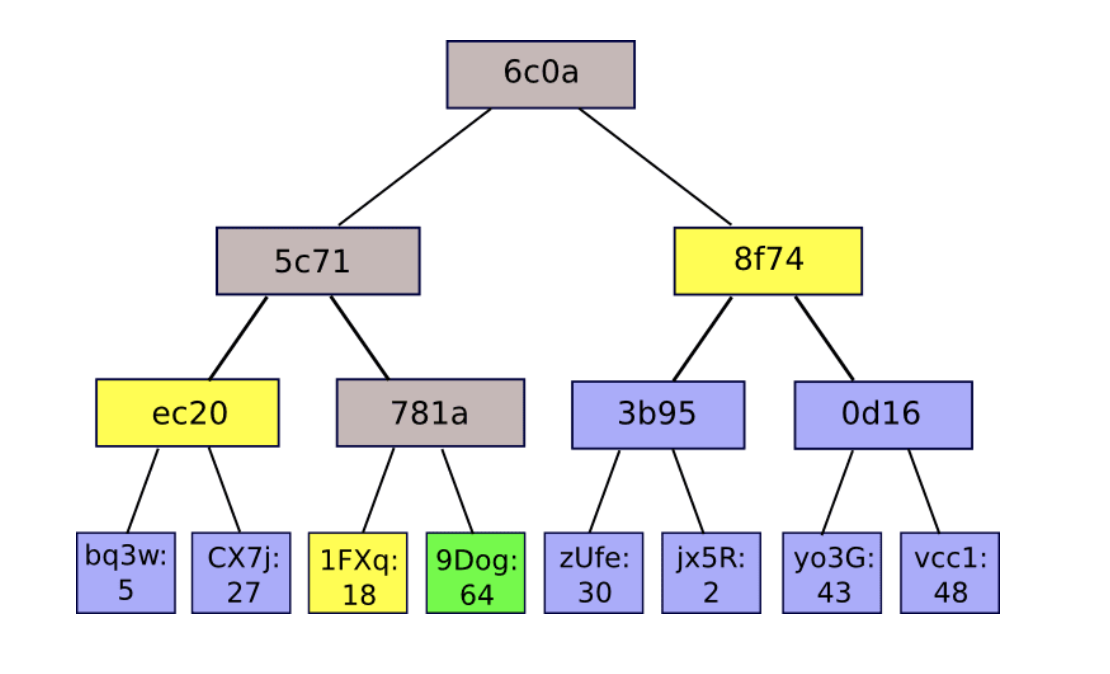 6c0a
5c71
8f74
ec20
781a
3b95
0d16
bq3w:
5
CX7j:
27
1FXq:
18
9Dog:
64
zUfe:
30
jx5R:
2
yo3G:
43
vcc1:
48